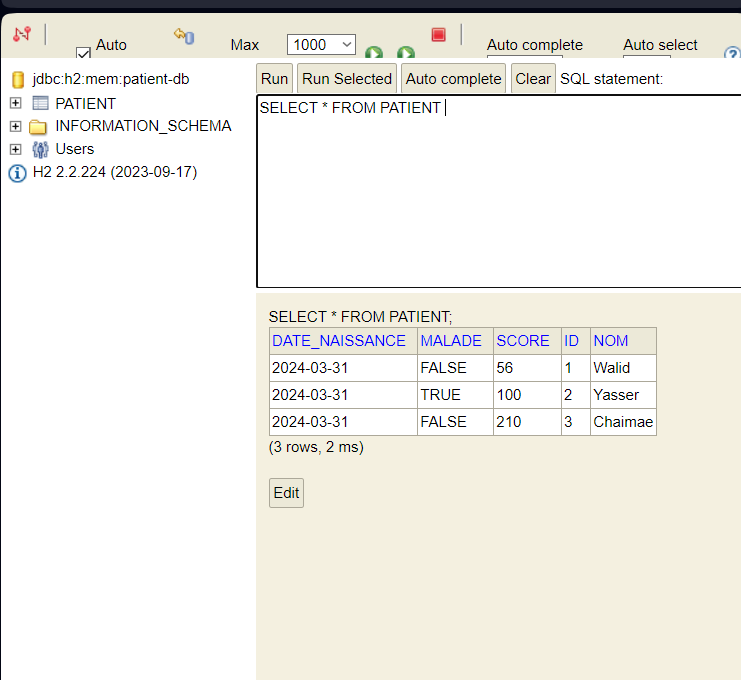 Auto Max 1000 Auto complete Auto select
jdbc:h2:mem:patient-db
PATIENT
INFORMATION_SCHEMA
Users
H2 2.2.224 (2023-09-17)
Run Run Selected Auto complete Clear SQL statement:
SELECT * FROM PATIENT
SELECT * FROM PATIENT;
DATE_NAISSANCE MALADE SCORE ID NOM
2024-03-31 FALSE 56 1 Walid
2024-03-31 TRUE 100 2 Yasser
2024-03-31 FALSE 210 3 Chaimae
(3 rows, 2 ms)
Edit